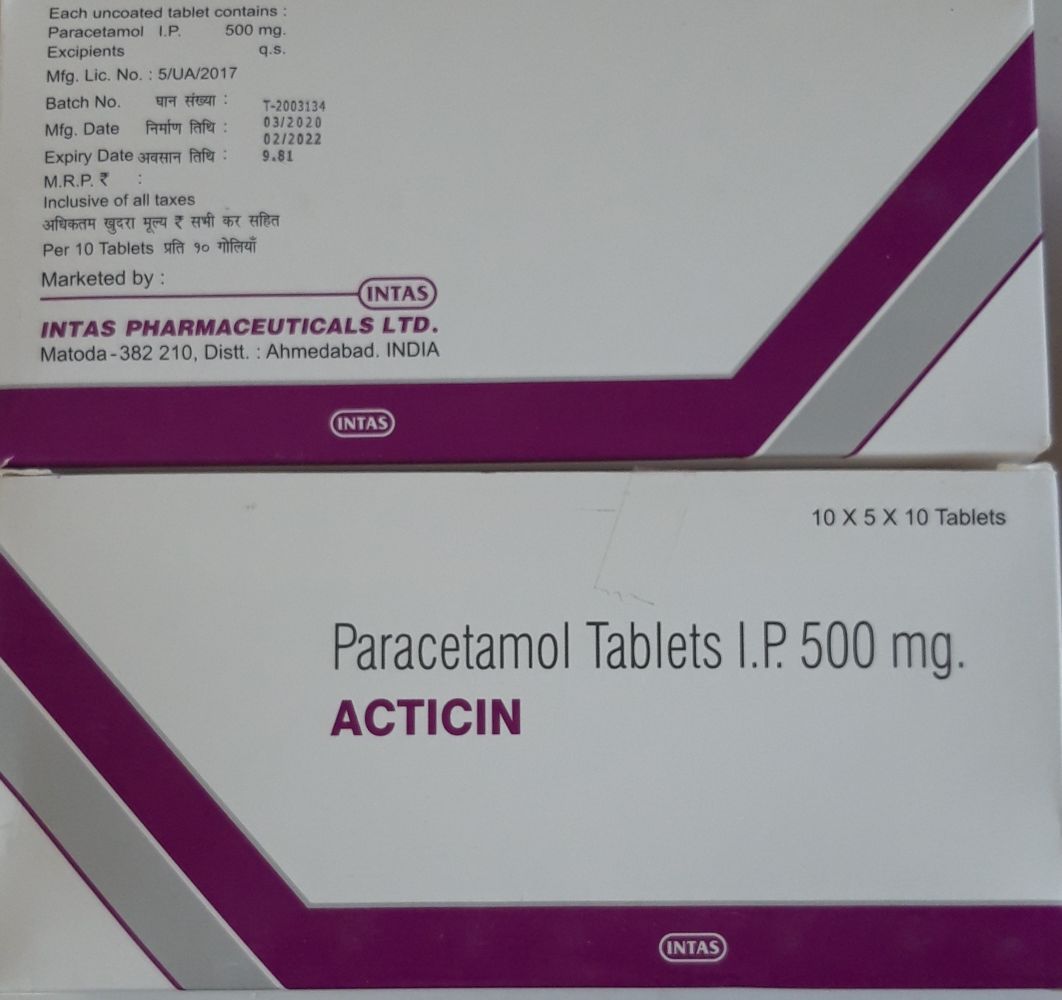 Each uncoated tablet contains :
Paracetamol I.P. 500 mg.
Excipients q.s.
Mfg. Lic. No. : 5/UA/2017
Batch No. घान संख्या : T-2003134
Mfg. Date निर्माण तिथि : 03/2020
Expiry Date अवसान तिथि : 02/2022
M.R.P. ₹ : 9.81
Inclusive of all taxes
अधिकतम खुदरा मूल्य ₹ सभी कर सहित
Per 10 Tablets प्रति १० गोलियाँ
Marketed by :
INTAS
INTAS PHARMACEUTICALS LTD.
Matoda-382 210, Distt. : Ahmedabad. INDIA
INTAS
10 X 5 X 10 Tablets
Paracetamol Tablets I.P. 500 mg.
ACTICIN
INTAS